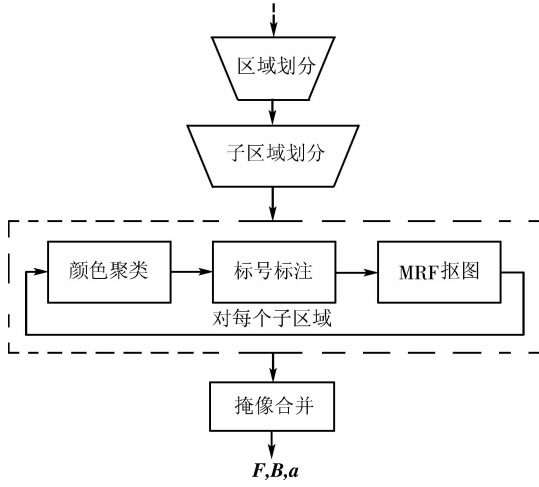 区域划分
子区域划分
颜色聚类
标号标注
MRF抠图
对每个子区域
掩像合并
F,B,a